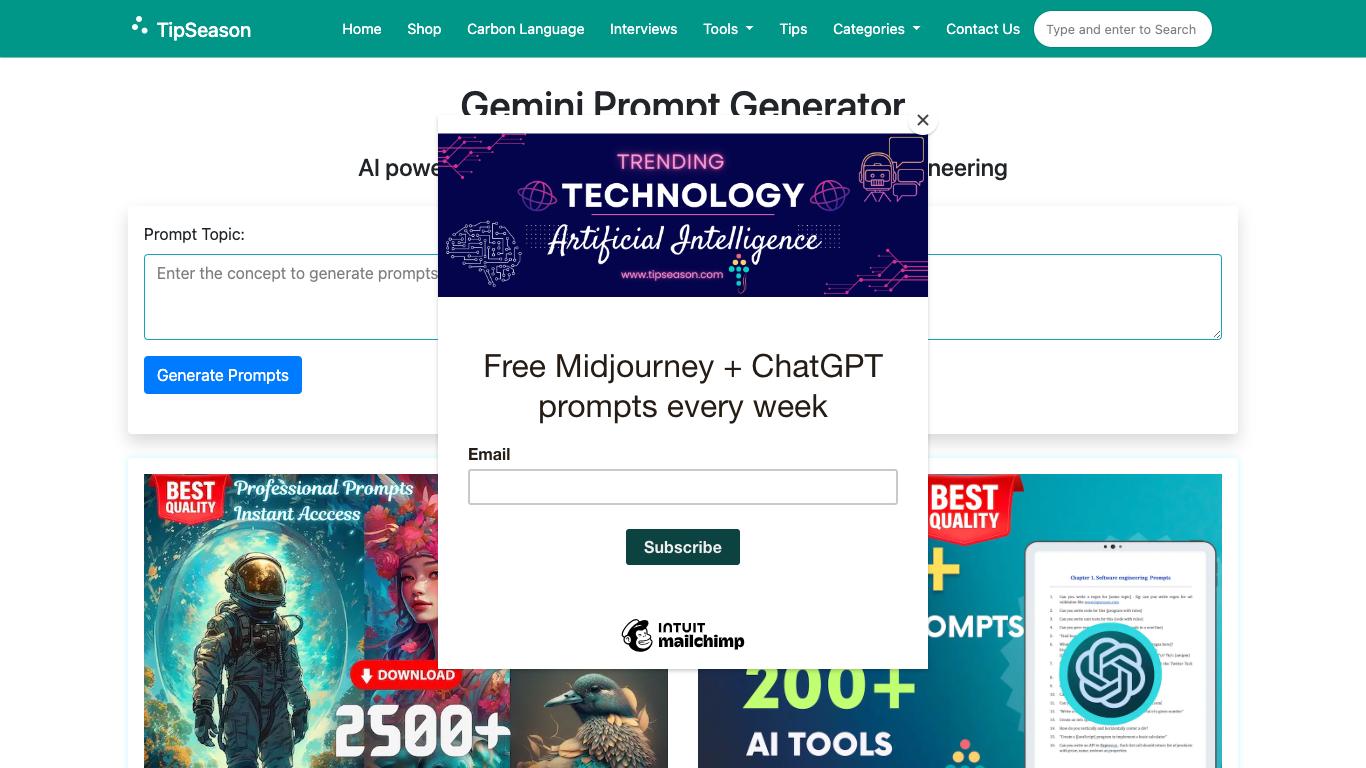 TipSeason
Home
Shop
Carbon Language
Interviews
Tools
Tips
Categories
Contact Us
Type and enter to Search
Gemini Prompt Generator
AI powe
neering
Prompt Topic:
Enter the concept to generate prompts
Generate Prompts
TRENDING
TECHNOLOGY
Artificial Intelligence
www.tipseason.com
Free Midjourney + ChatGPT
prompts every week
Email
Subscribe
INTUIT
mailchimp
BEST
QUALITY
Professional Prompts
Instant Acccess
DOWNLOAD
2500+
BEST
QUALITY
+
OMPTS
200+
AI TOOLS
Chapter 1. Software engineering Prompts